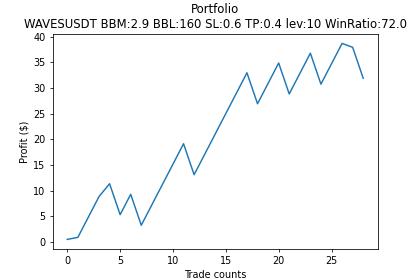 Portfolio
WAVESUSDT BBM:2.9 BBL:160 SL:0.6 TP:0.4 lev:10 WinRatio:72.0
40
35
30
25
20
15
10
5
0
Profit ($)
0 5 10 15 20 25
Trade counts